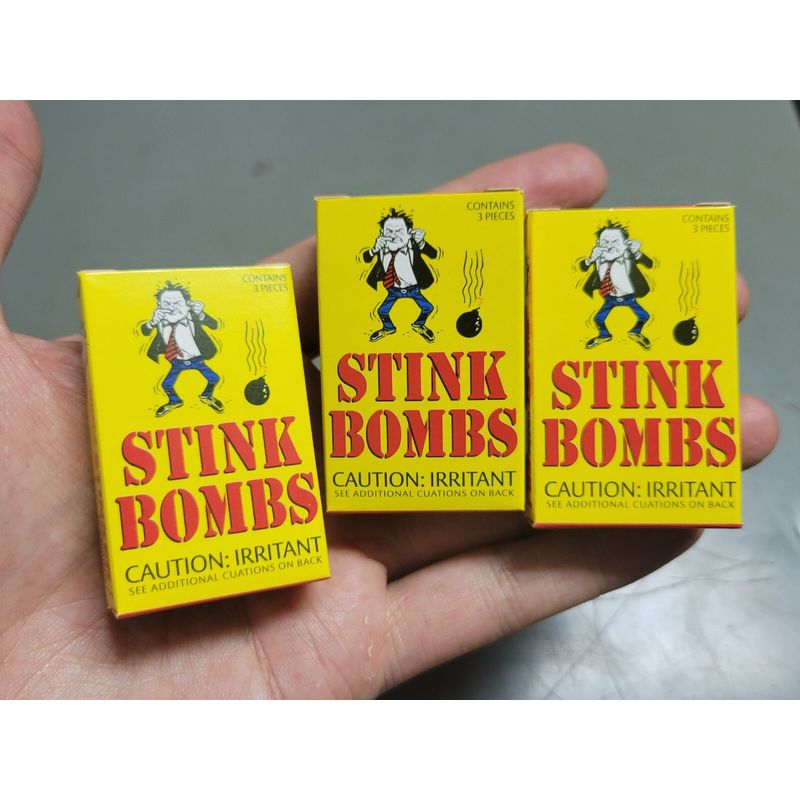 CONTAINS
3 PIECES
STINK
BOMBS
CAUTION: IRRITANT
SEE ADDITIONAL CUATIONS ON BACK
CONTAINS
3 PIECES
STINK
BOMBS
CAUTION: IRRITANT
SEE ADDITIONAL CUATIONS ON BACK
CONTAINS
3 PIECES
STINK
BOMBS
CAUTION: IRRITANT
SEE ADDITIONAL CUATIONS ON BACK